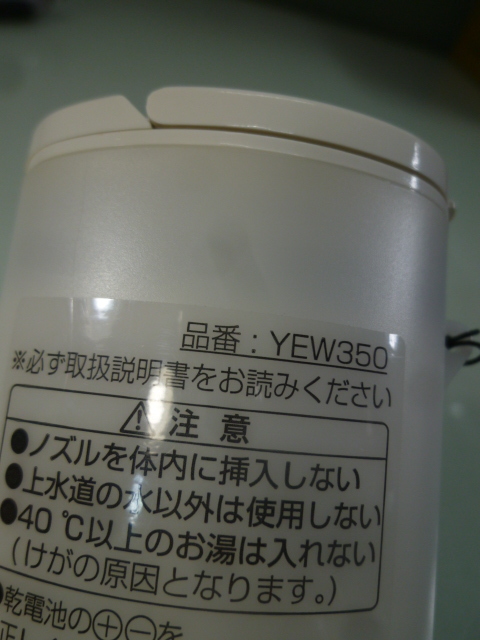 品番：YEW350
※必ず取扱説明書をお読みください
⚠注意
●ノズルを体内に挿入しない
●上水道の水以外は使用しない
●40℃以上のお湯は入れない
(けがの原因となります。)
●乾電池の⊕⊖を
正し